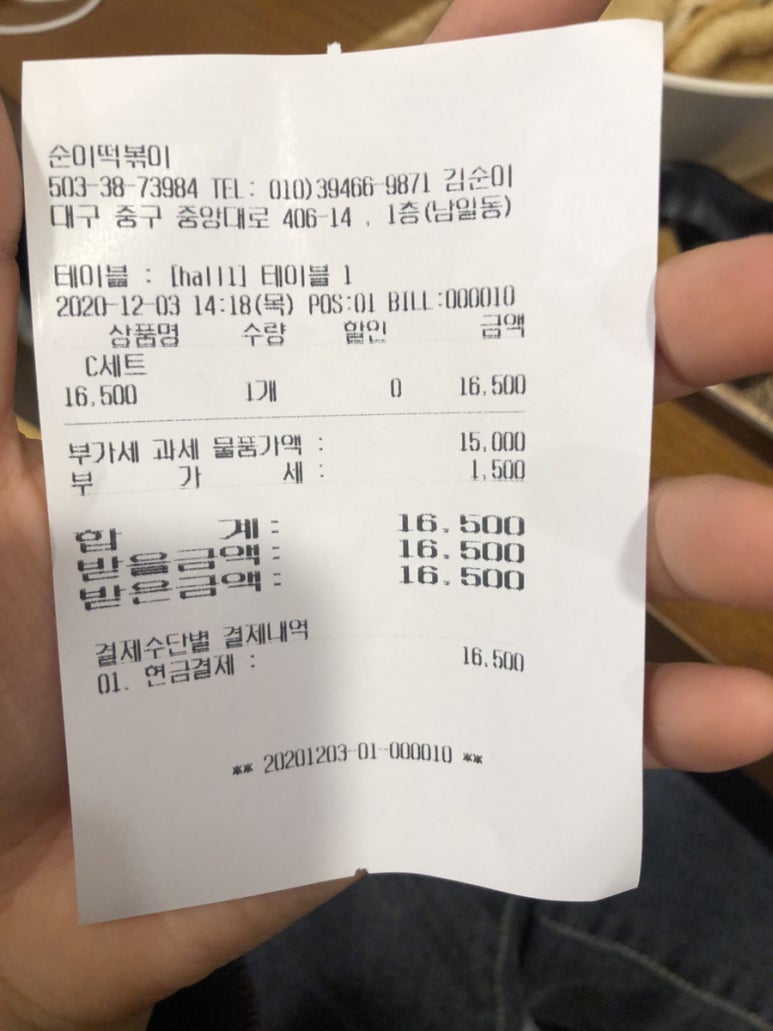 순이떡볶이
503-38-73984 TEL: 010)39466-9871 김순이
대구 중구 중앙대로 406-14 , 1층(남일동)
테이블 : [hall1] 테이블 1
2020-12-03 14:18(목) POS:01 BILL:000010
상품명 수량 할인 금액
C세트
16,500 1개 0 16,500
부가세 과세 물품가액 : 15,000
부 가 세 : 1,500
합 계 : 16,500
받을금액 : 16,500
받은금액 : 16,500
결제수단별 결제내역
01. 현금결제 : 16,500
** 20201203-01-000010 **